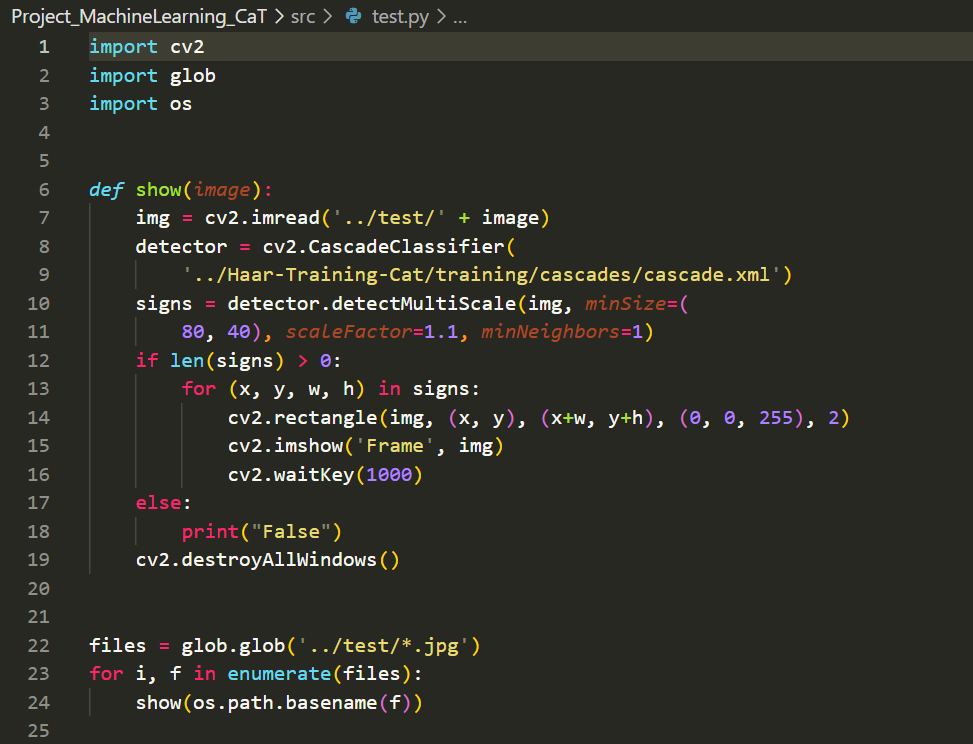 Project_MachineLearning_CaT > src > test.py > ...
1 import cv2
2 import glob
3 import os
4
5
6 def show(image):
7     img = cv2.imread('../test/' + image)
8     detector = cv2.CascadeClassifier(
9         '../Haar-Training-Cat/training/cascades/cascade.xml')
10     signs = detector.detectMultiScale(img, minSize=(
11         80, 40), scaleFactor=1.1, minNeighbors=1)
12     if len(signs) > 0:
13         for (x, y, w, h) in signs:
14             cv2.rectangle(img, (x, y), (x+w, y+h), (0, 0, 255), 2)
15             cv2.imshow('Frame', img)
16             cv2.waitKey(1000)
17     else:
18         print("False")
19     cv2.destroyAllWindows()
20
21
22 files = glob.glob('../test/*.jpg')
23 for i, f in enumerate(files):
24     show(os.path.basename(f))
25